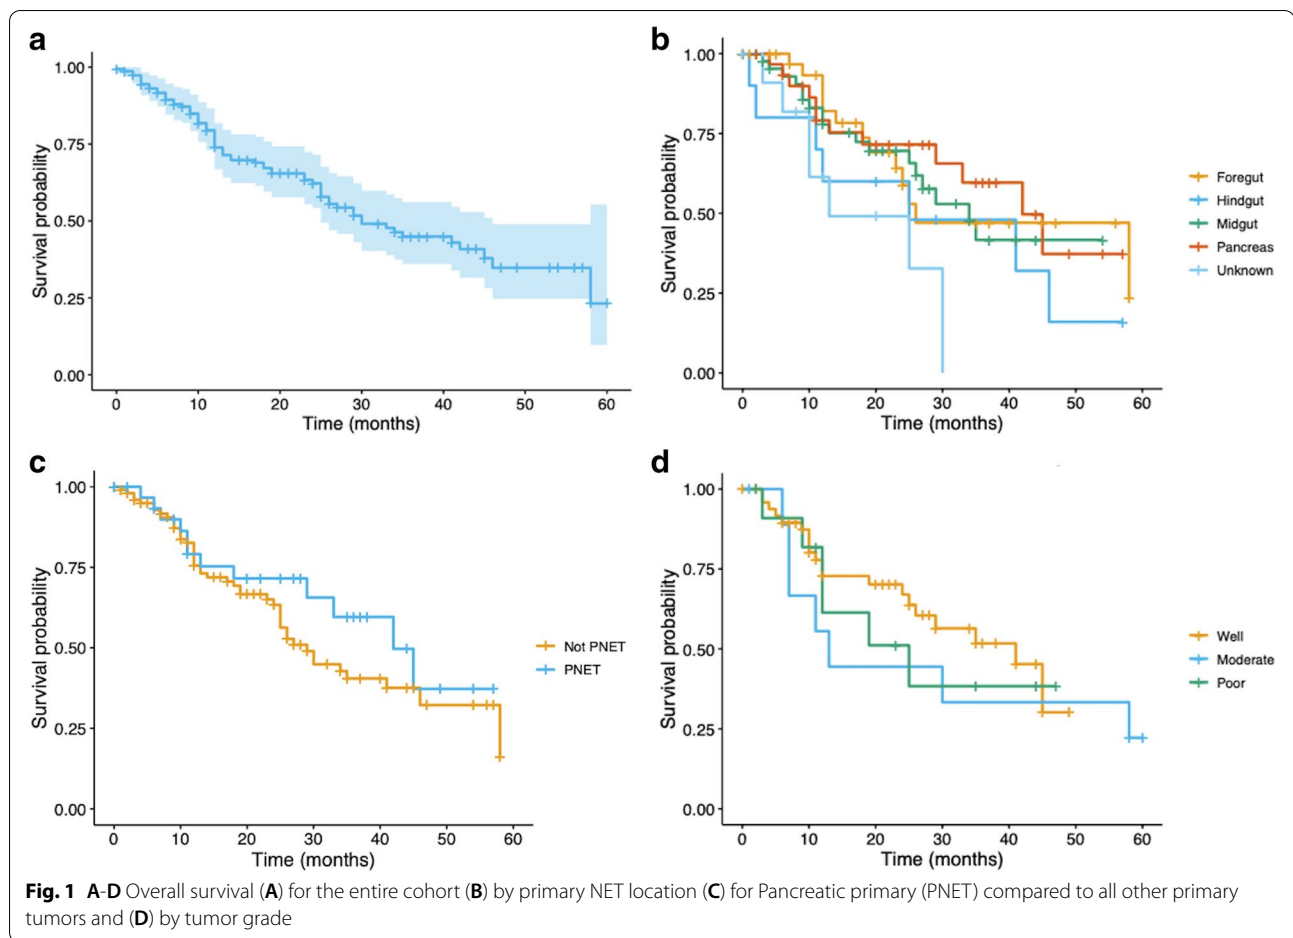 a
Survival probability
1.00
0.75
0.50
0.25
0.00
0 10 20 30 40 50 60
Time (months)
b
Survival probability
1.00
0.75
0.50
0.25
0.00
0 10 20 30 40 50 60
Time (months)
Foregut
Hindgut
Midgut
Pancreas
Unknown
c
Survival probability
1.00
0.75
0.50
0.25
0.00
0 10 20 30 40 50 60
Time (months)
Not PNET
PNET
d
Survival probability
1.00
0.75
0.50
0.25
0.00
0 10 20 30 40 50 60
Time (months)
Well
Moderate
Poor
Fig. 1 A-D Overall survival (A) for the entire cohort (B) by primary NET location (C) for Pancreatic primary (PNET) compared to all other primary
tumors and (D) by tumor grade